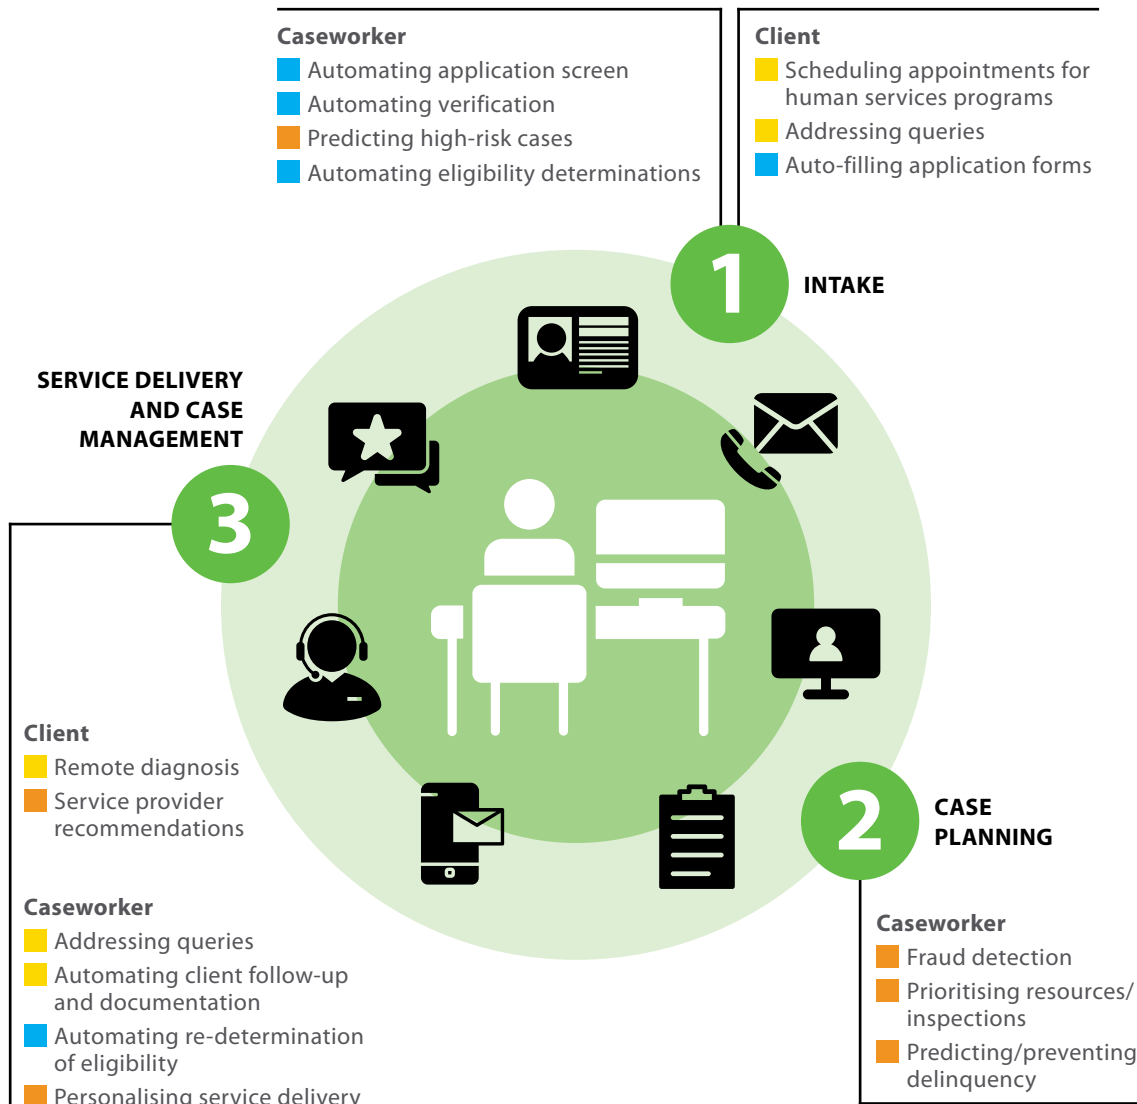 Caseworker
Automating application screen
Automating verification
Predicting high-risk cases
Automating eligibility determinations
Client
Scheduling appointments for
human services programs
Addressing queries
Auto-filling application forms
1
INTAKE
SERVICE DELIVERY
AND CASE
MANAGEMENT
3
Client
Remote diagnosis
Service provider
recommendations
Caseworker
Addressing queries
Automating client follow-up
and documentation
Automating re-determination
of eligibility
Personalising service delivery
2
CASE
PLANNING
Caseworker
Fraud detection
Prioritising resources/
inspections
Predicting/preventing
delinquency